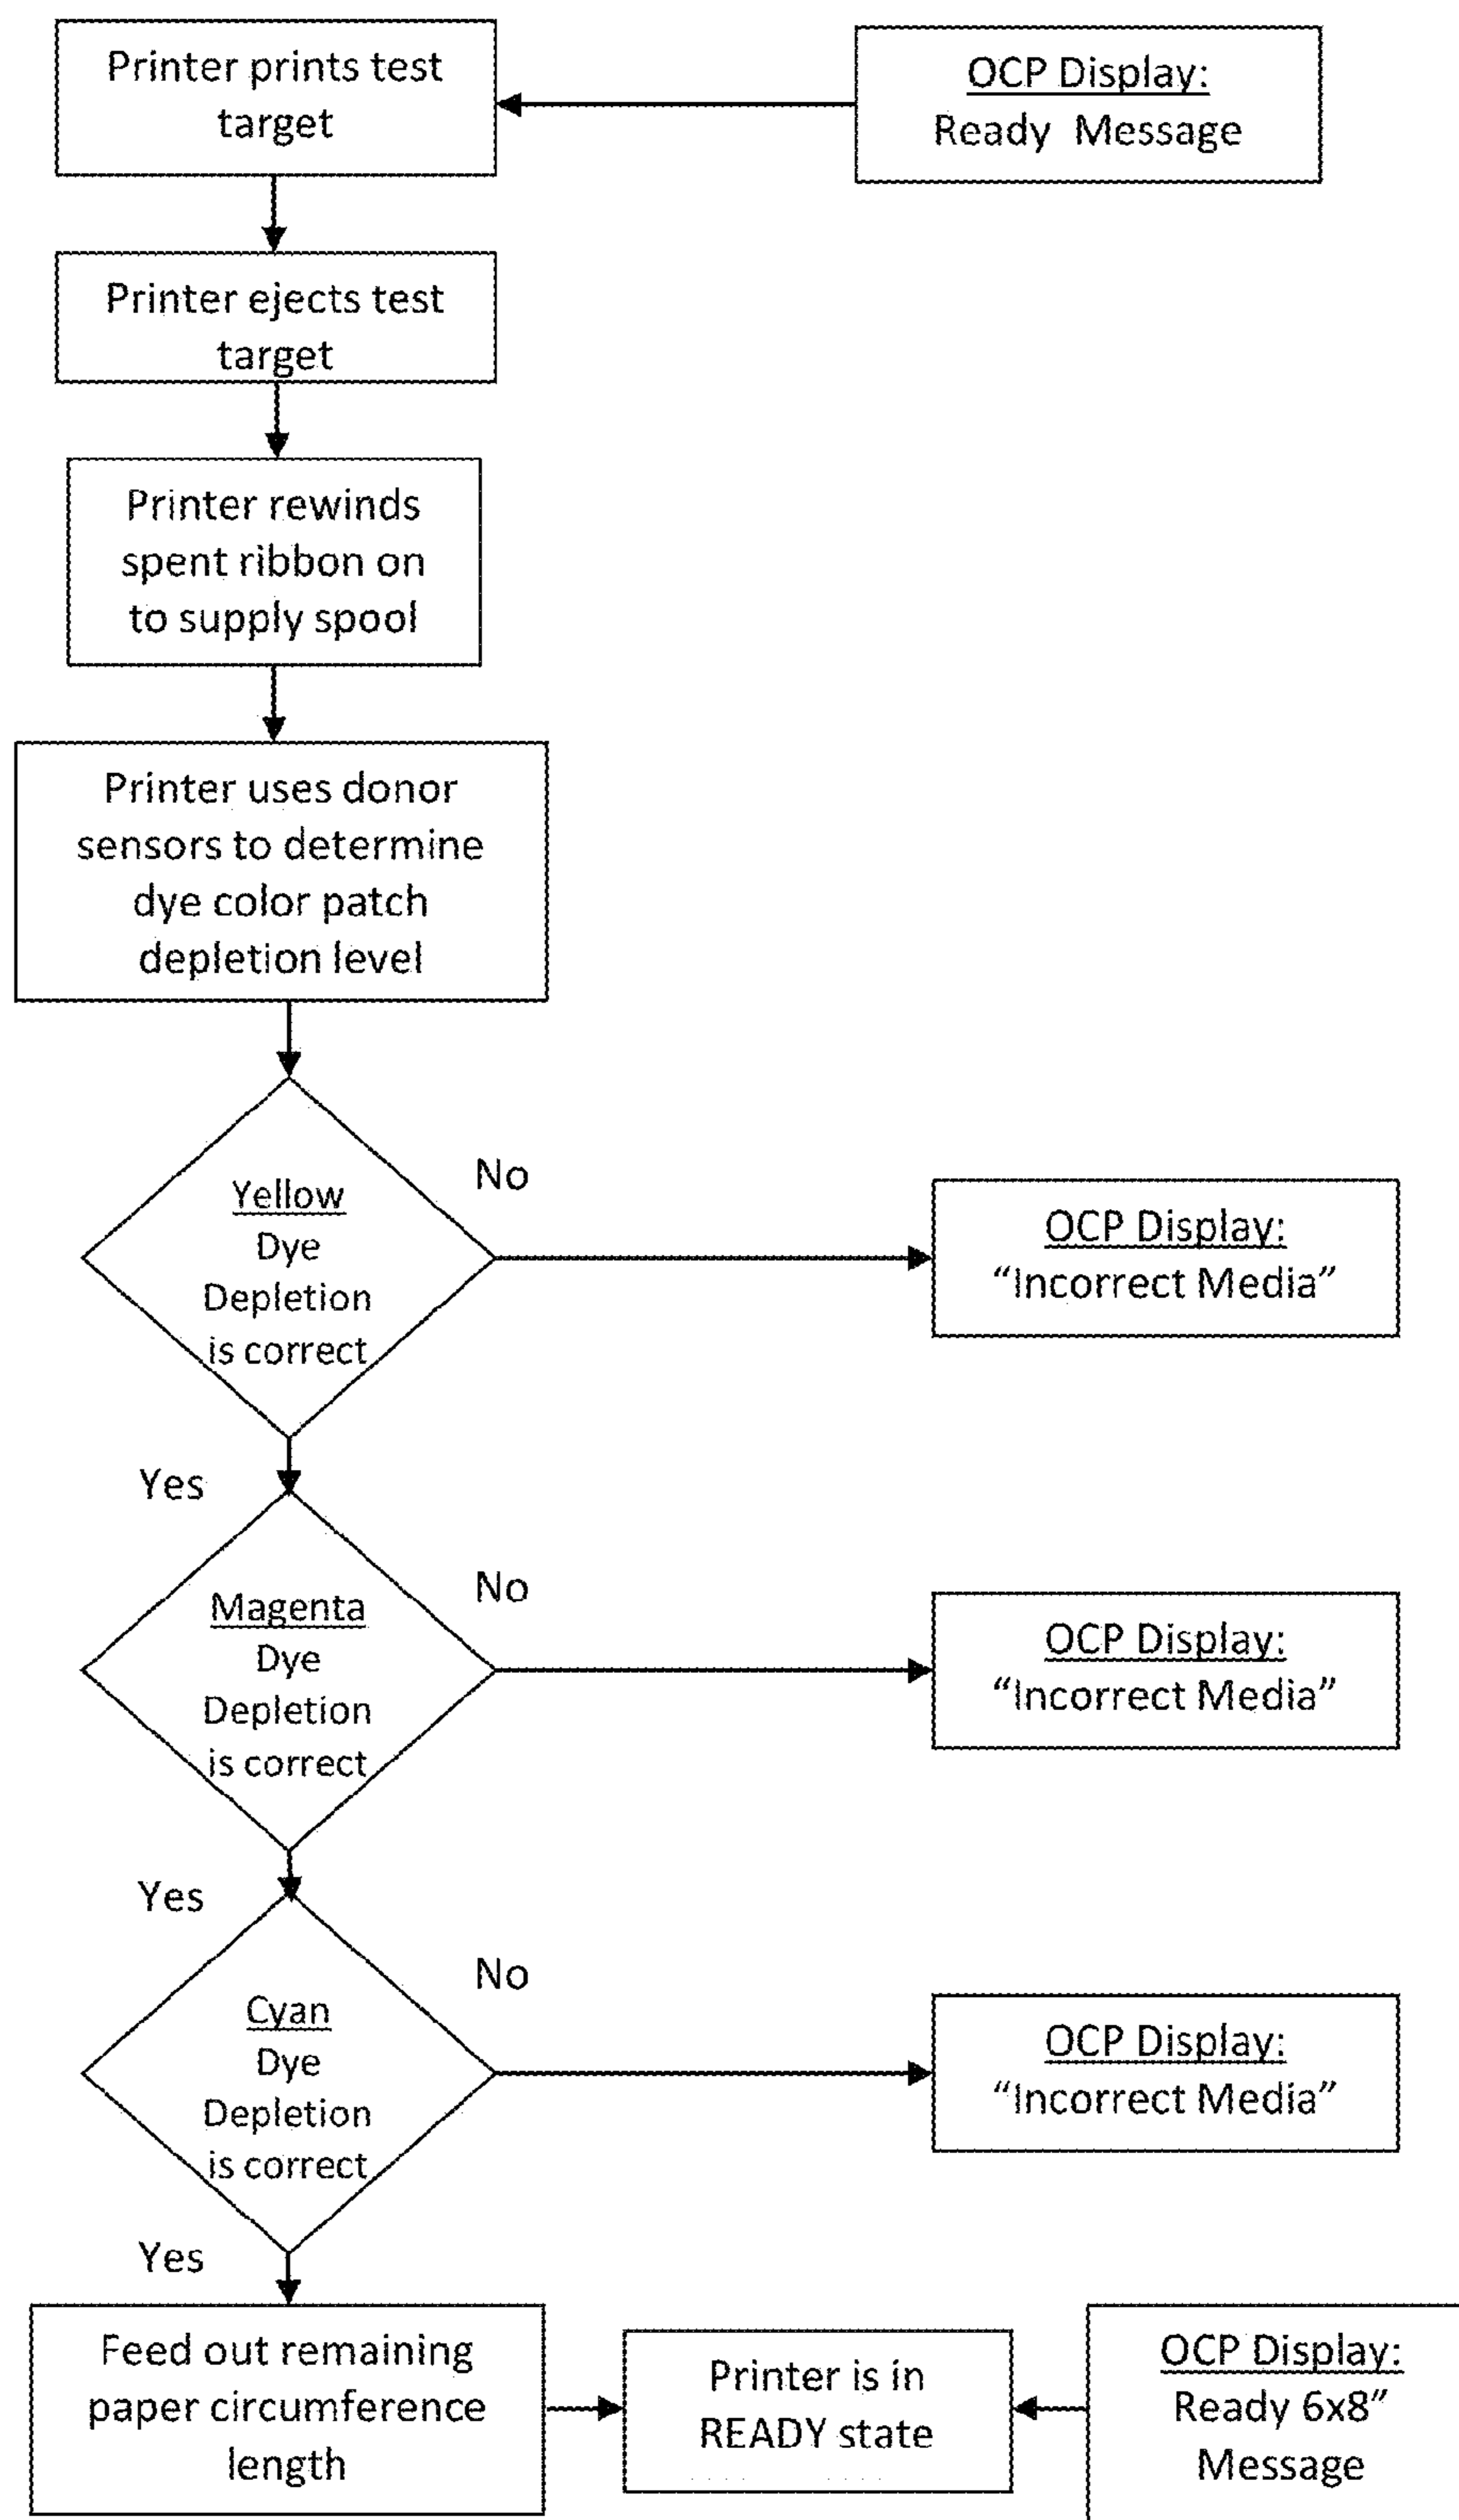 Printer prints test
target
OCP Display:
Ready Message
Printer ejects test
target
Printer rewinds
spent ribbon on
to supply spool
Printer uses donor
sensors to determine
dye color patch
depletion level
Yellow
Dye
Depletion
is correct
No
OCP Display:
“Incorrect Media”
Yes
Magenta
Dye
Depletion
is correct
No
OCP Display:
“Incorrect Media”
Yes
Cyan
Dye
Depletion
is correct
No
OCP Display:
“Incorrect Media”
Yes
Feed out remaining
paper circumference
length
Printer is in
READY state
OCP Display:
Ready 6x8”
Message